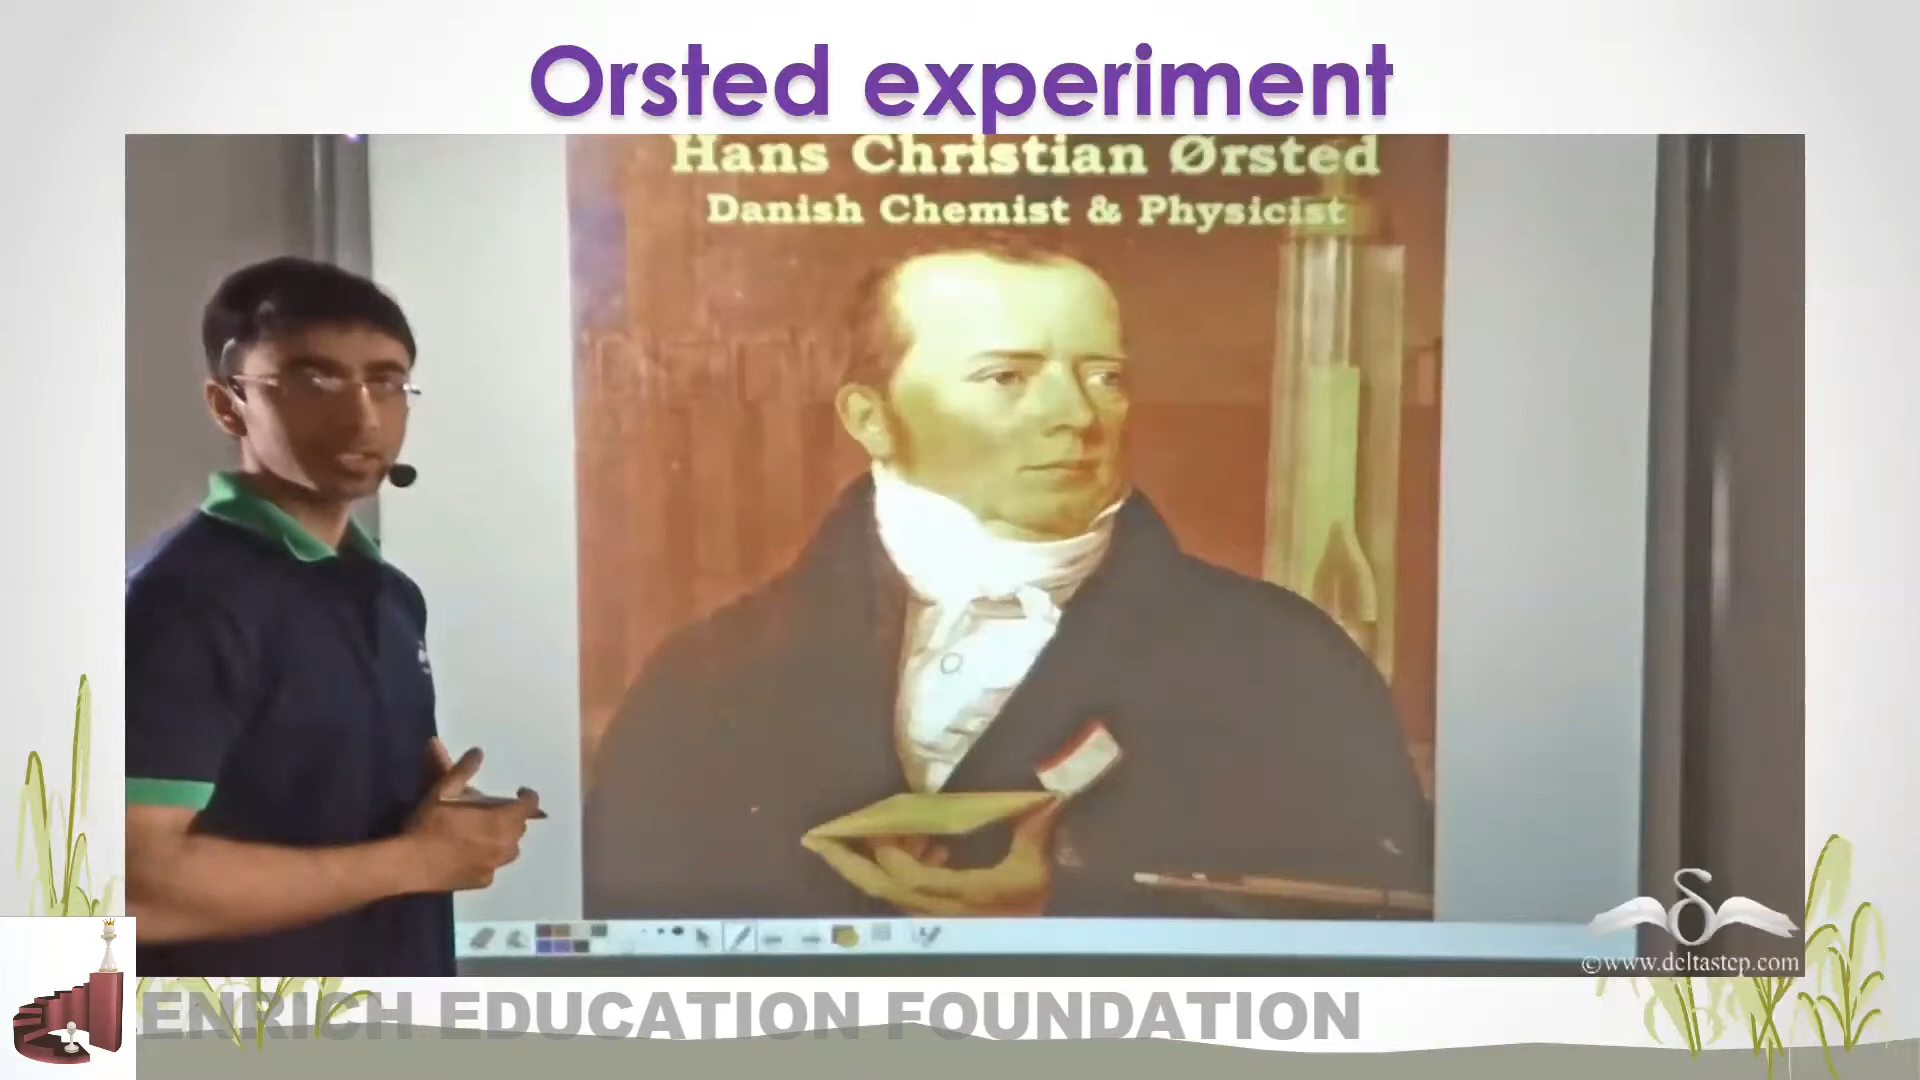 Orsted experiment
Hans Christian Ørsted
Danish Chemist & Physicist
©www.deltastep.com
ENRICH EDUCATION FOUNDATION